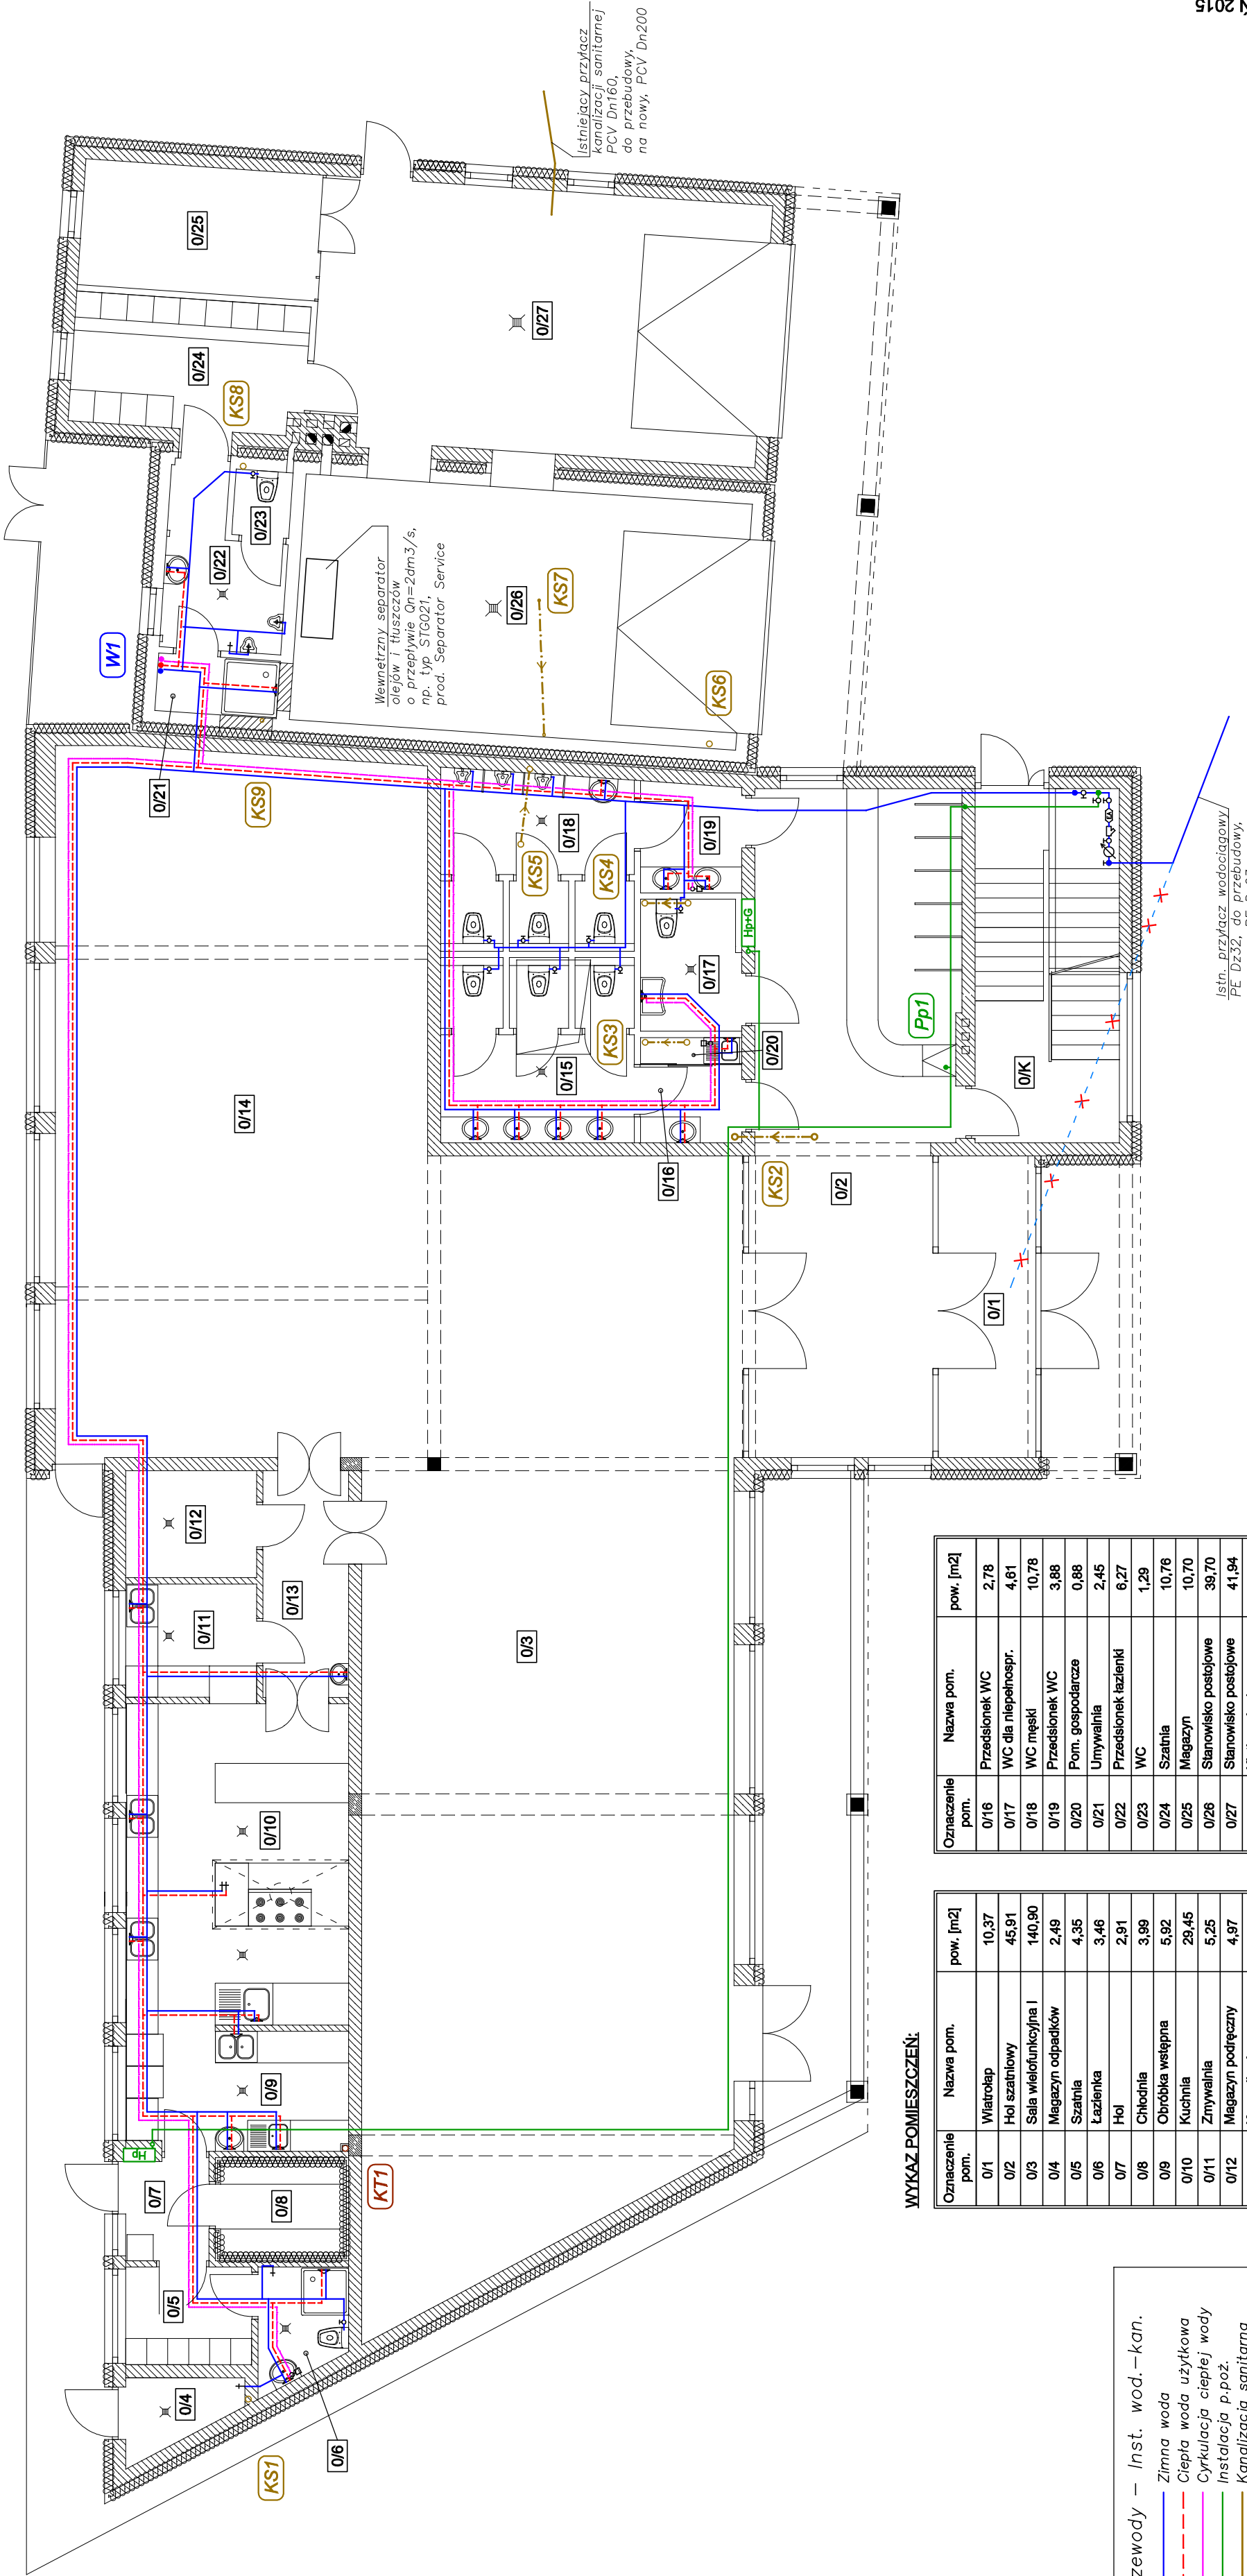 Ń 2015
Istniejący przyłącz
kanalizacji sanitarnej
PCV Dn160,
do przebudowy,
na nowy, PCV Dn200
0/25
0/24
KS8
0/27
0/23
0/22
W1
Wewnetrzny separator
olejów i tłuszczów
o przepływie Qn=2dm3/s,
np. typ STG021,
prod. Separator Service
0/26
KS7
KS6
0/21
KS9
0/18
KS5
KS4
0/19
Hp+G
0/17
KS3
0/15
0/20
0/16
Pp1
0/K
KS2
0/2
0/1
0/14
Istn. przyłącz wodociągowy
PE Dz32, do przebudowy,
0/12
0/11
0/13
0/3
0/10
0/9
Hp
0/7
0/8
KT1
0/5
0/4
0/6
KS1
WYKAZ POMIESZCZEŃ:
Oznaczenie pom. Nazwa pom. pow. [m2]
0/1 Wiatrołap 10,37
0/2 Hol szatniowy 45,91
0/3 Sala wielofunkcyjna I 140,90
0/4 Magazyn odpadków 2,49
0/5 Szatnia 4,35
0/6 Łazienka 3,46
0/7 Hol 2,91
0/8 Chłodnia 3,99
0/9 Obróbka wstępna 5,92
0/10 Kuchnia 29,45
0/11 Zmywalnia 5,25
0/12 Magazyn podręczny 4,97
Oznaczenie pom. Nazwa pom. pow. [m2]
0/16 Przedsionek WC 2,78
0/17 WC dla niepełnospr. 4,61
0/18 WC męski 10,78
0/19 Przedsionek WC 3,88
0/20 Pom. gospodarcze 0,88
0/21 Umywalnia 2,45
0/22 Przedsionek łazienki 6,27
0/23 WC 1,29
0/24 Szatnia 10,76
0/25 Magazyn 10,70
0/26 Stanowisko postojowe 39,70
0/27 Stanowisko postojowe 41,94
zewody – Inst. wod.–kan.
Zimna woda
Ciepła woda użytkowa
Cyrkulacja ciepłej wody
Instalacja p.poż.
Kanalizacja sanitarna